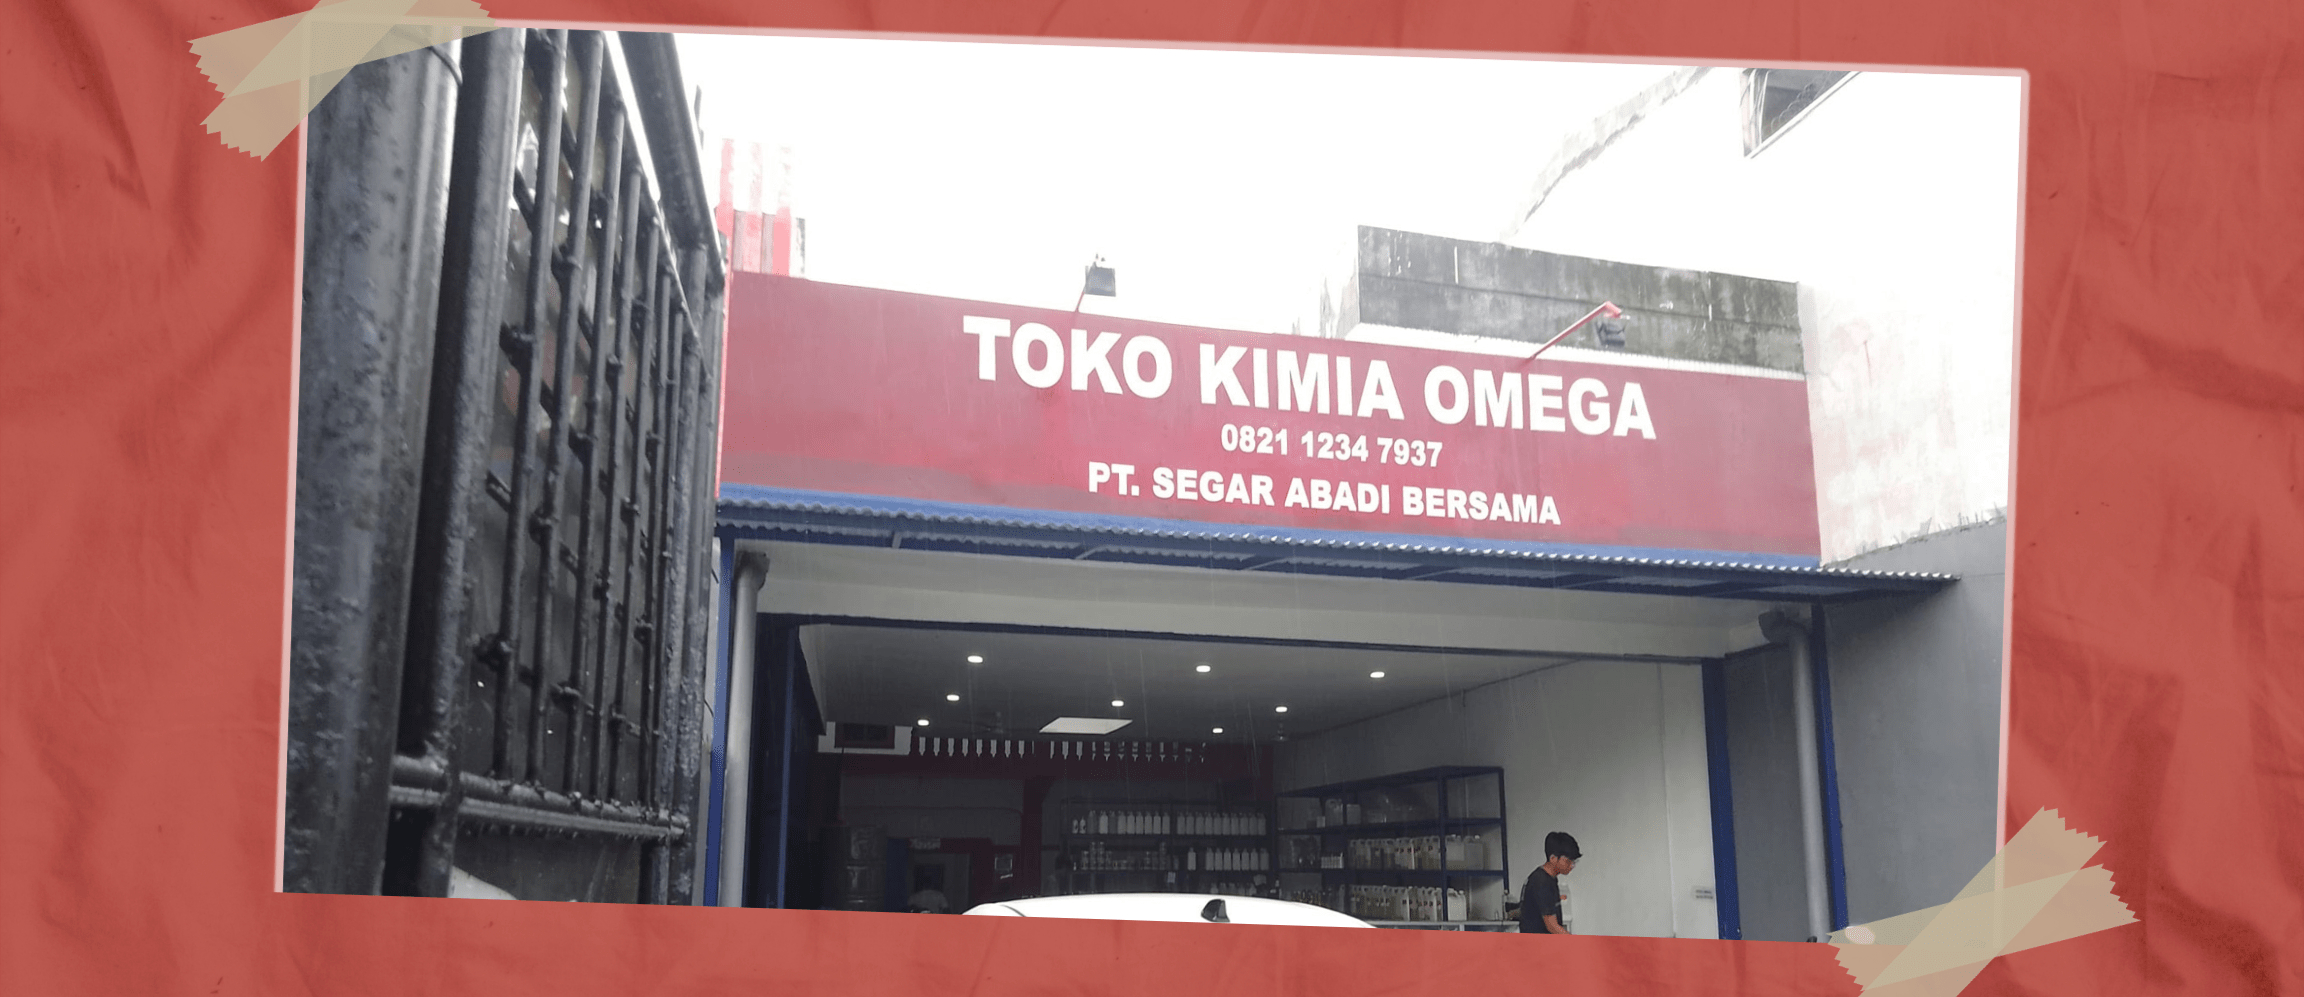 TOKO KIMIA OMEGA
0821 1234 7937
PT. SEGAR ABADI BERSAMA